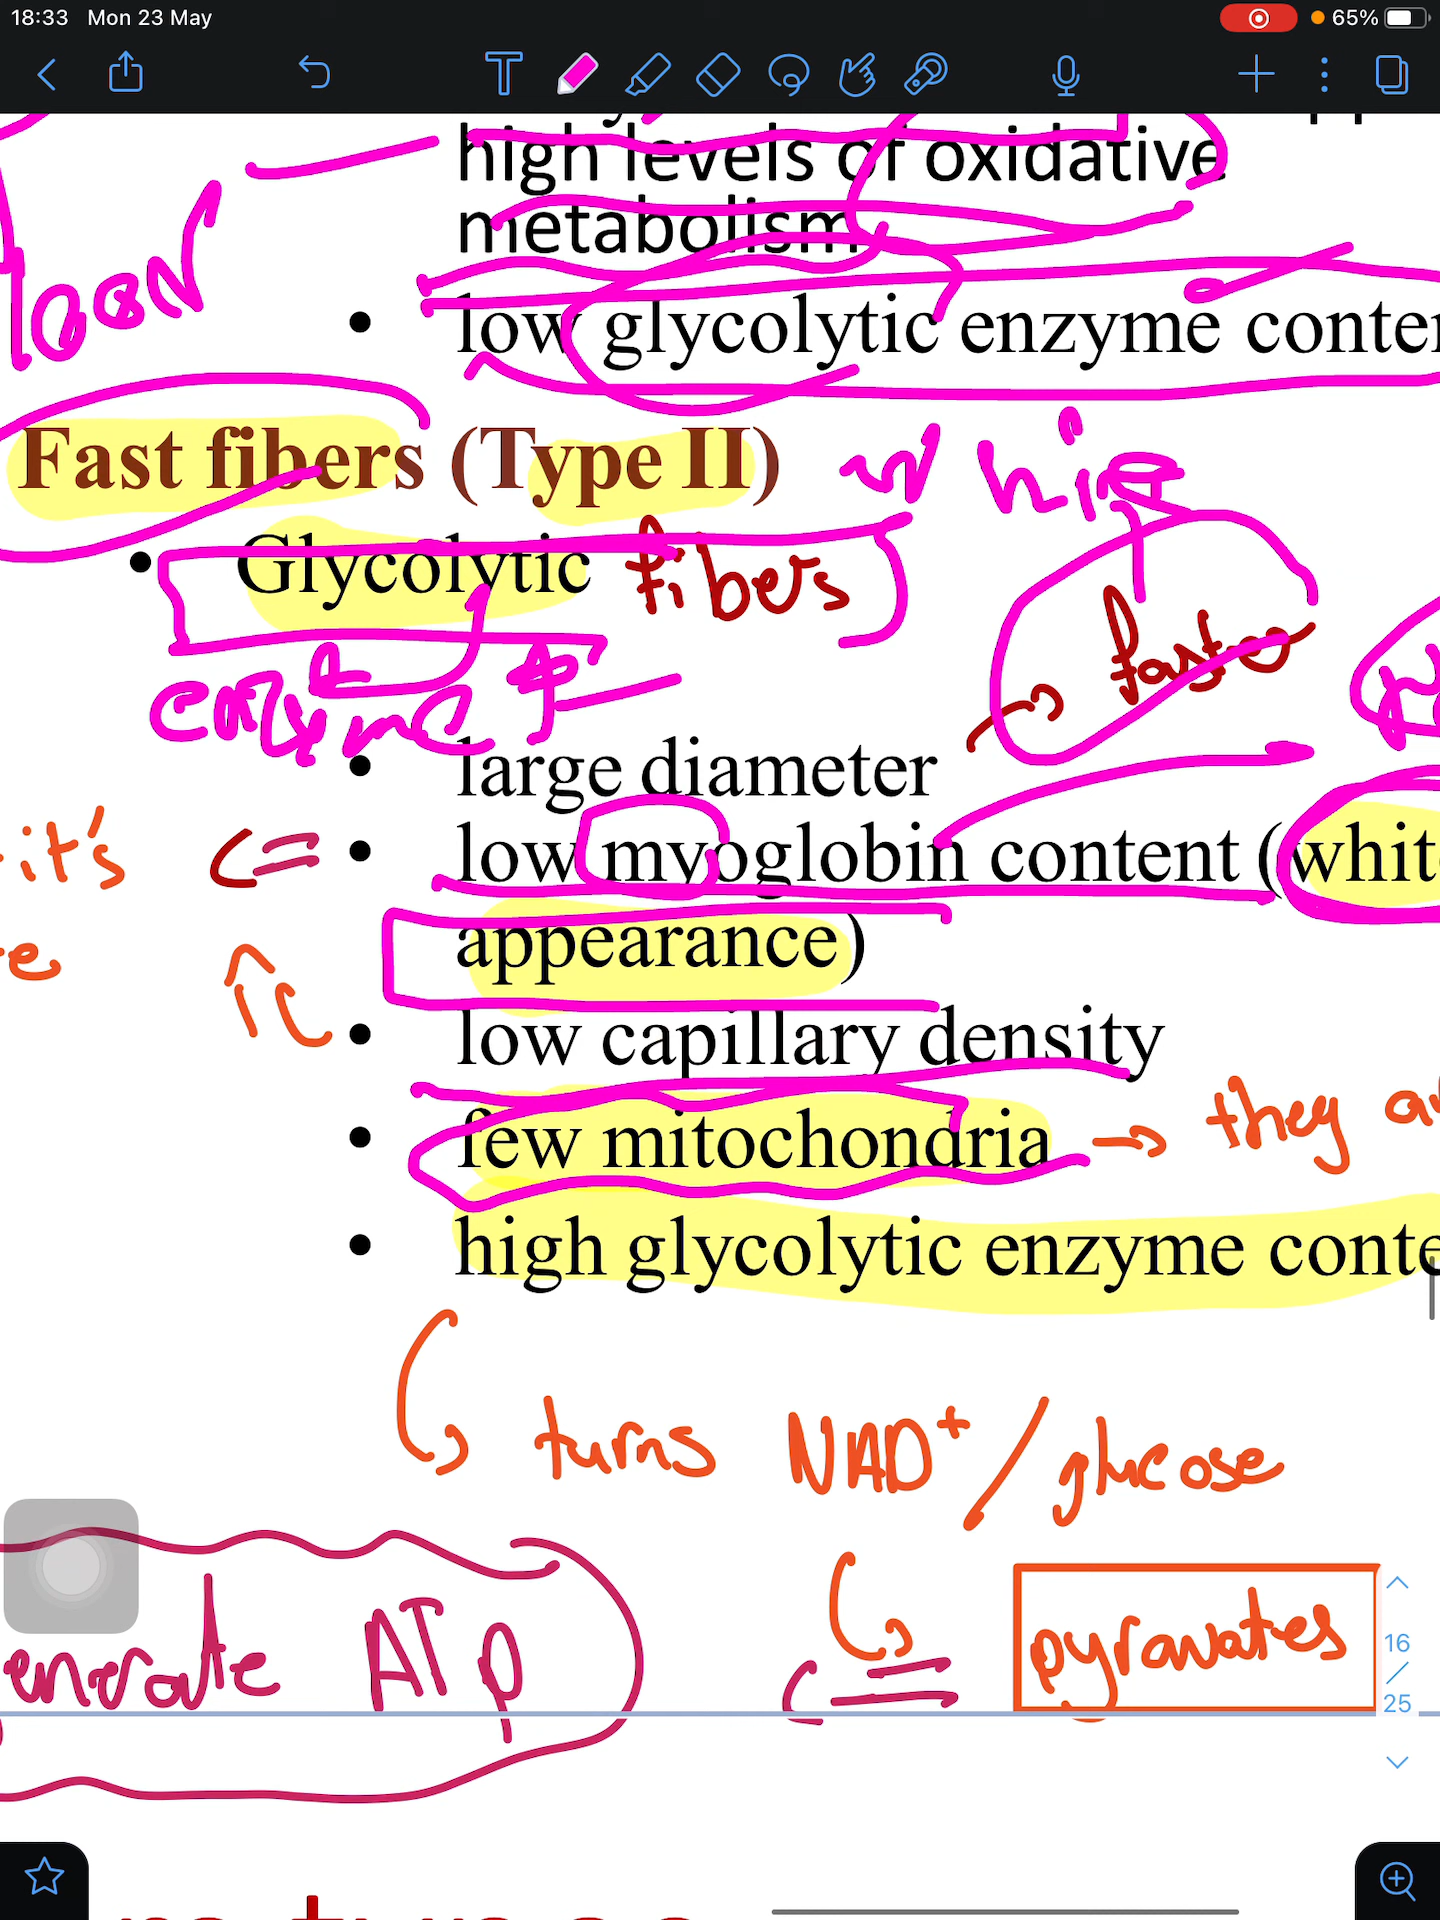 18:33 Mon 23 May
65%
high levels of oxidative
metabolism
low glycolytic enzyme
Fast fibers (Type II)
w/ hig
• Glycolytic fibers
enzyme
→ faster
• large diameter
it's
• low myoglobin content (whit
appearance)
• low capillary density
• few mitochondria → they
• high glycolytic enzyme conte
turns NAD+/glucose
pyravates
enerate ATP
16
/
25